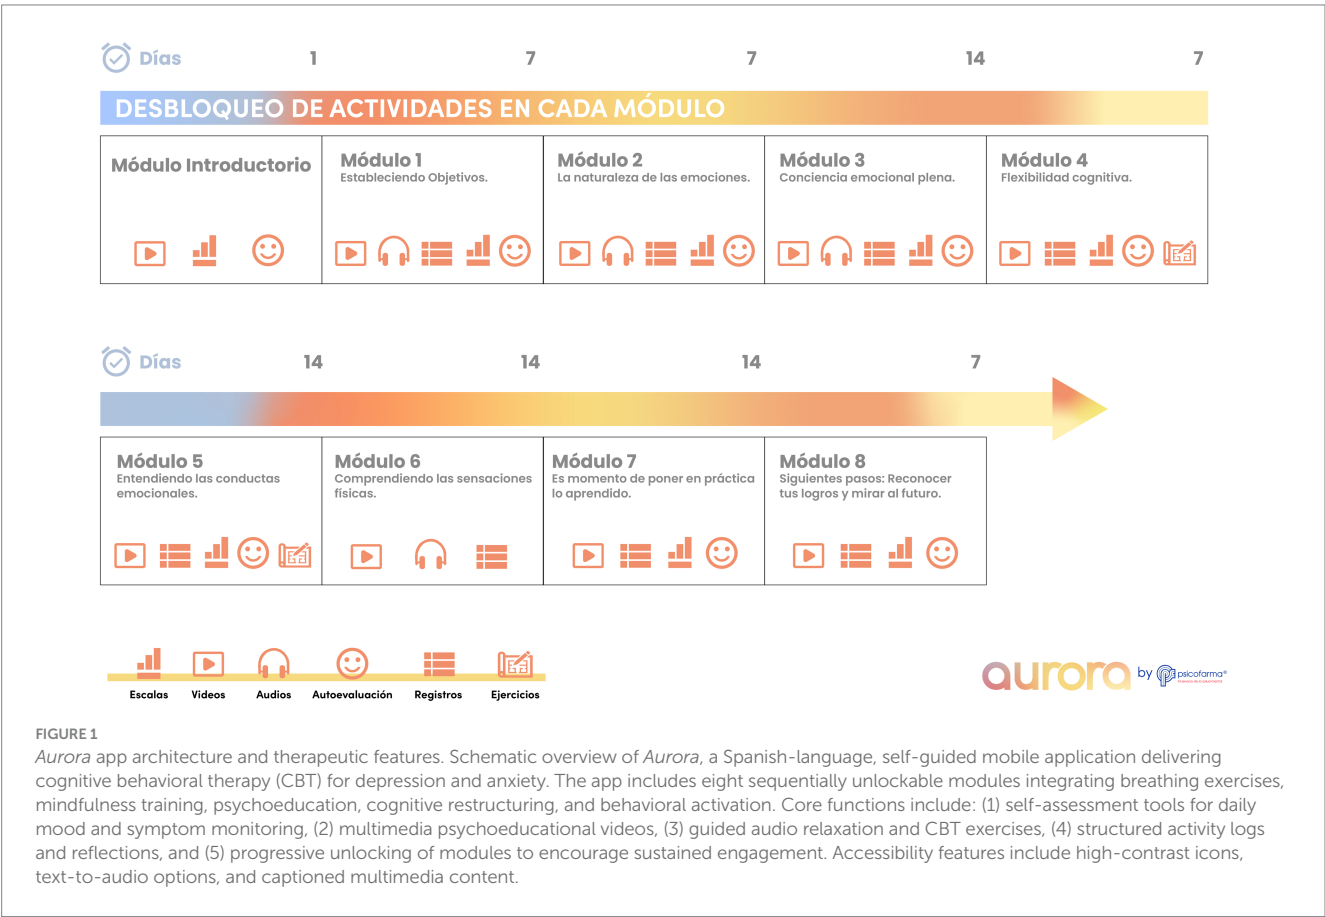 Días 1 7 7 14 7
DESBLOQUEO DE ACTIVIDADES EN CADA MÓDULO
Módulo Introductorio
Módulo 1
Estableciendo Objetivos.
Módulo 2
La naturaleza de las emociones.
Módulo 3
Conciencia emocional plena.
Módulo 4
Flexibilidad cognitiva.
Días 14 14 14 7
Módulo 5
Entendiendo las conductas
emocionales.
Módulo 6
Comprendiendo las sensaciones
físicas.
Módulo 7
Es momento de poner en práctica
lo aprendido.
Módulo 8
Siguientes pasos: Reconocer
tus logros y mirar al futuro.
Escalas Videos Audios Autoevaluación Registros Ejercicios
aurora by psicofarma®
FIGURE 1
Aurora app architecture and therapeutic features. Schematic overview of Aurora, a Spanish-language, self-guided mobile application delivering
cognitive behavioral therapy (CBT) for depression and anxiety. The app includes eight sequentially unlockable modules integrating breathing exercises,
mindfulness training, psychoeducation, cognitive restructuring, and behavioral activation. Core functions include: (1) self-assessment tools for daily
mood and symptom monitoring, (2) multimedia psychoeducational videos, (3) guided audio relaxation and CBT exercises, (4) structured activity logs
and reflections, and (5) progressive unlocking of modules to encourage sustained engagement. Accessibility features include high-contrast icons,
text-to-audio options, and captioned multimedia content.